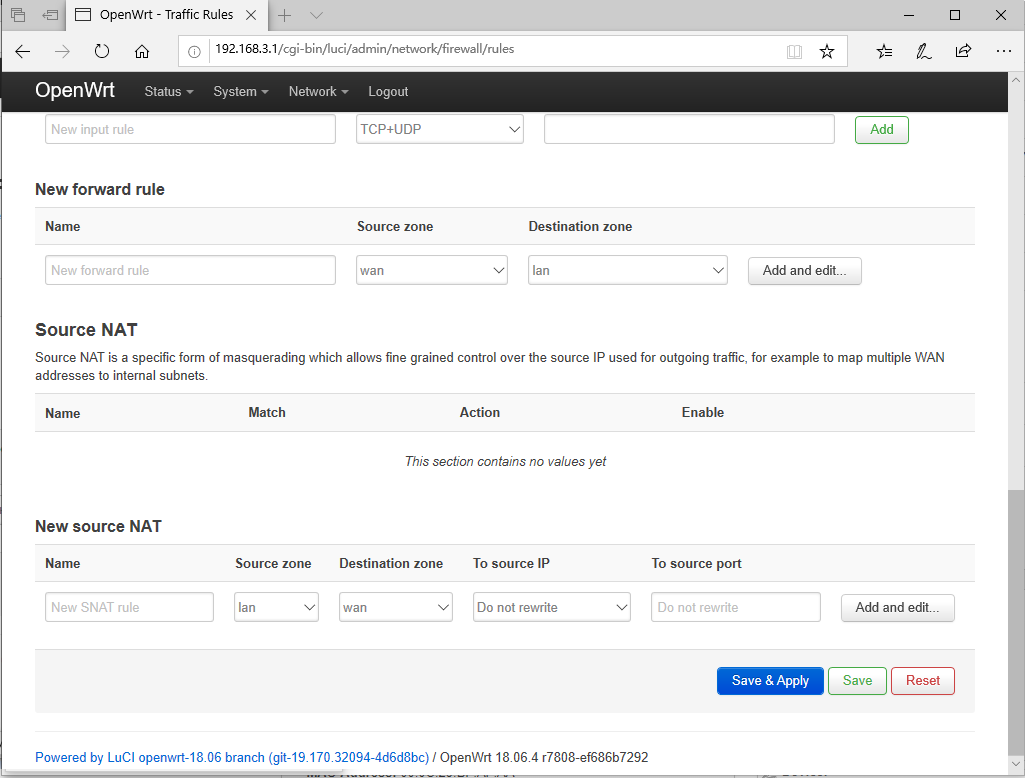 OpenWrt - Traffic Rules
192.168.3.1/cgi-bin/luci/admin/network/firewall/rules
OpenWrt Status System Network Logout
New input rule TCP+UDP Add
New forward rule
Name Source zone Destination zone
New forward rule wan lan Add and edit...
Source NAT
Source NAT is a specific form of masquerading which allows fine grained control over the source IP used for outgoing traffic, for example to map multiple WAN
addresses to internal subnets.
Name Match Action Enable
This section contains no values yet
New source NAT
Name Source zone Destination zone To source IP To source port
New SNAT rule lan wan Do not rewrite Do not rewrite Add and edit...
Save & Apply Save Reset
Powered by LuCI openwrt-18.06 branch (git-19.170.32094-4d6d8bc) / OpenWrt 18.06.4 r7808-ef686b7292